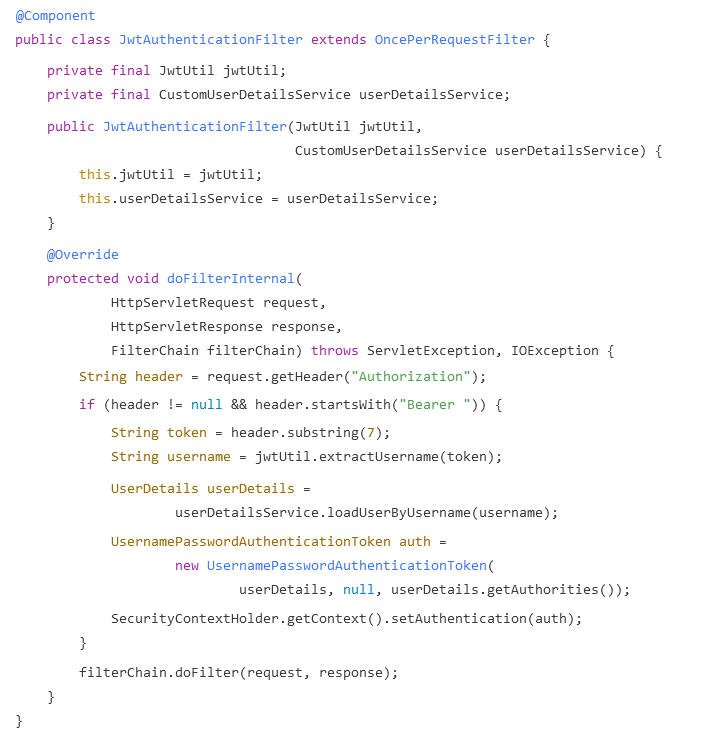 @Component
public class JwtAuthenticationFilter extends OncePerRequestFilter {
    private final JwtUtil jwtUtil;
    private final CustomUserDetailsService userDetailsService;
    public JwtAuthenticationFilter(JwtUtil jwtUtil,
                                   CustomUserDetailsService userDetailsService) {
        this.jwtUtil = jwtUtil;
        this.userDetailsService = userDetailsService;
    }
    @Override
    protected void doFilterInternal(
            HttpServletRequest request,
            HttpServletResponse response,
            FilterChain filterChain) throws ServletException, IOException {
        String header = request.getHeader("Authorization");
        if (header != null && header.startsWith("Bearer ")) {
            String token = header.substring(7);
            String username = jwtUtil.extractUsername(token);
            UserDetails userDetails =
                    userDetailsService.loadUserByUsername(username);
            UsernamePasswordAuthenticationToken auth =
                    new UsernamePasswordAuthenticationToken(
                            userDetails, null, userDetails.getAuthorities());
            SecurityContextHolder.getContext().setAuthentication(auth);
        }
        filterChain.doFilter(request, response);
    }
}